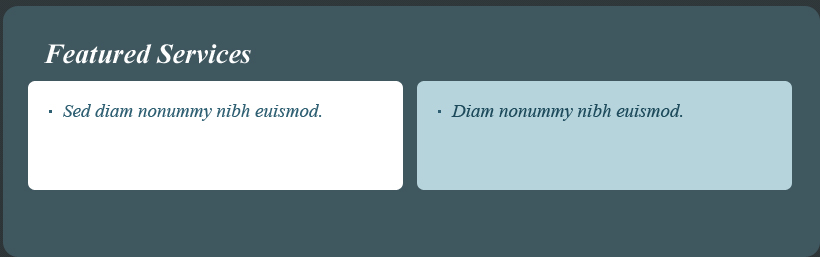 Featured Services
▪ Sed diam nonummy nibh euismod.
▪ Diam nonummy nibh euismod.